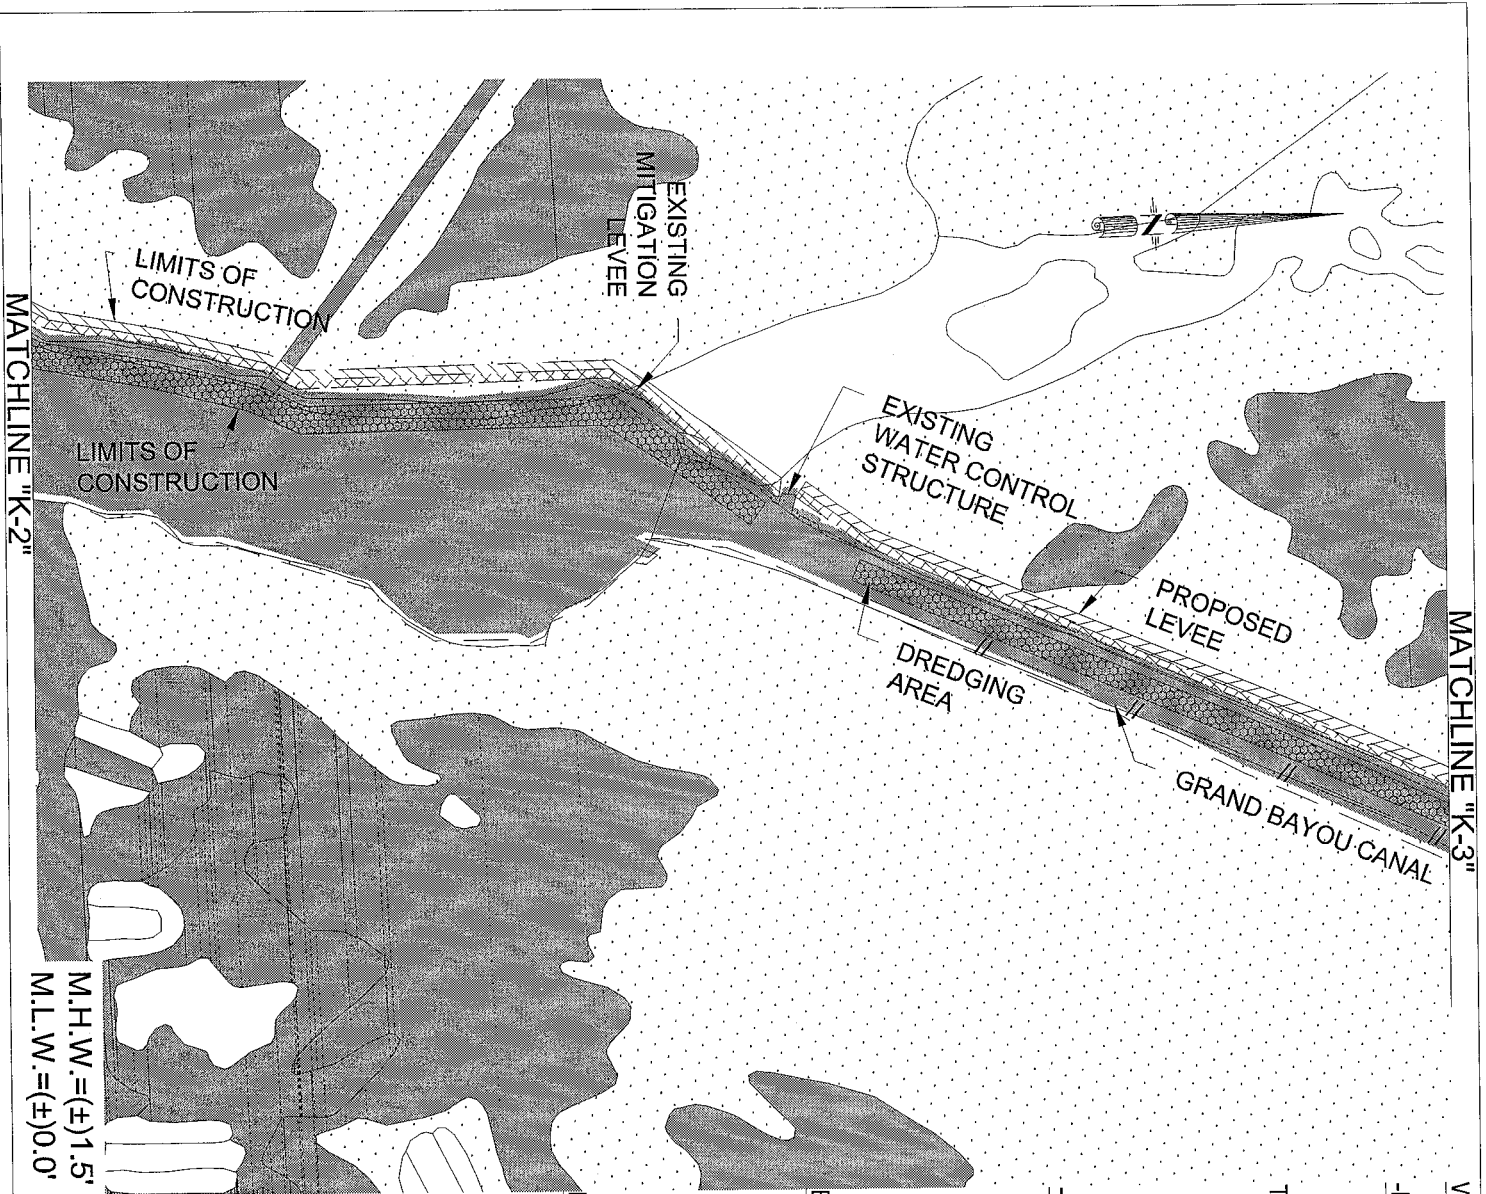 EXISTING
MITIGATION
LEVEE
LIMITS OF
CONSTRUCTION
MATCHLINE "K-2"
LIMITS OF
CONSTRUCTION
EXISTING
WATER CONTROL
STRUCTURE
PROPOSED
LEVEE
DREDGING
AREA
MATCHLINE "K-3"
GRAND BAYOU CANAL
M.H.W.=(±)1.5'
M.L.W.=(±)0.0'